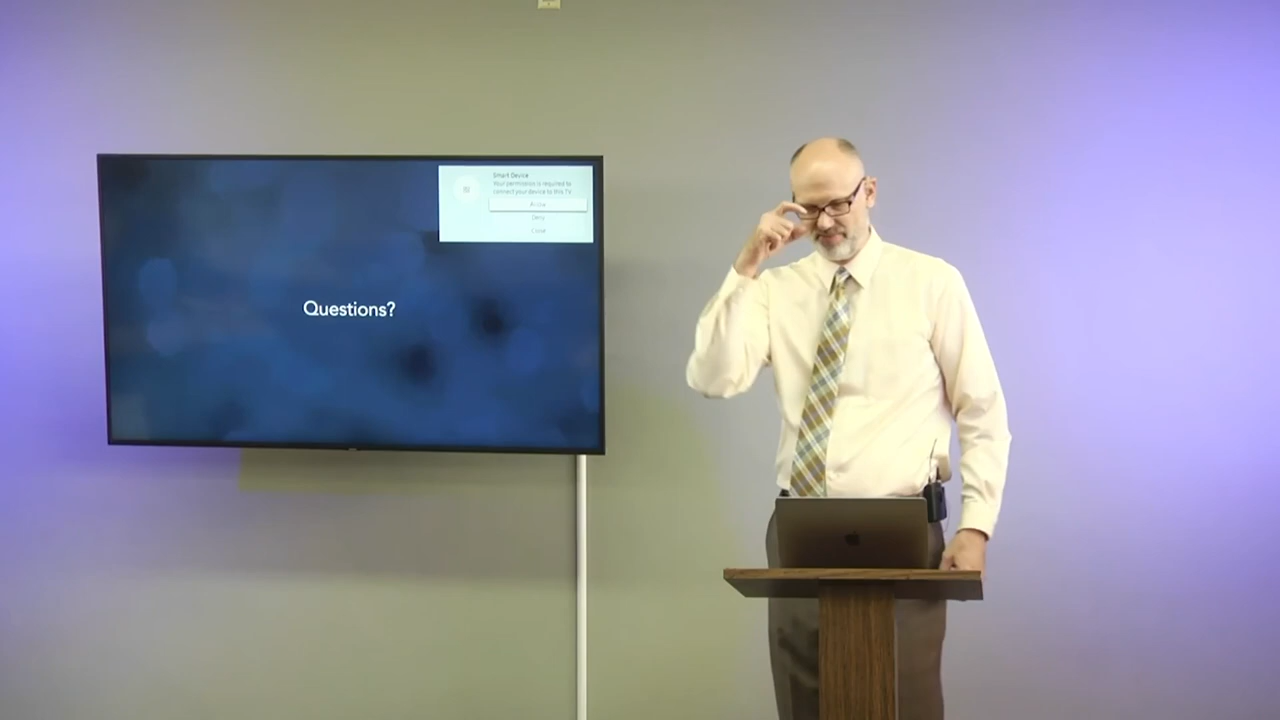 Smart Device
Your permission is required to
connect your device to this TV.
Allow
Deny
Close
Questions?